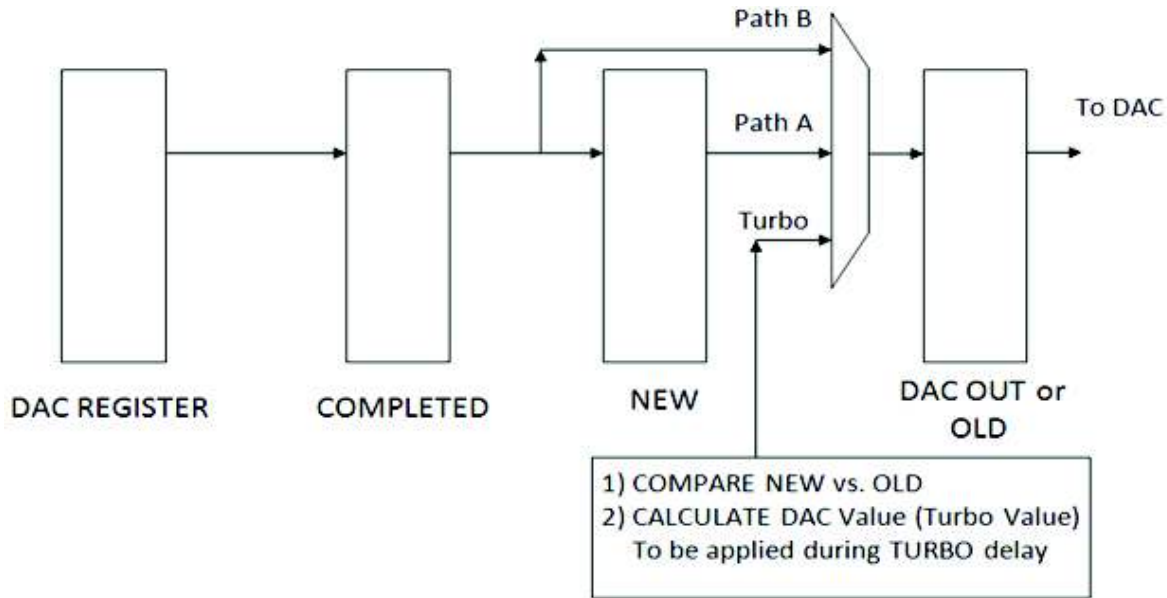 Path B
Path A
To DAC
Turbo
DAC REGISTER
COMPLETED
NEW
DAC OUT or
OLD
1) COMPARE NEW vs. OLD
2) CALCULATE DAC Value (Turbo Value)
To be applied during TURBO delay